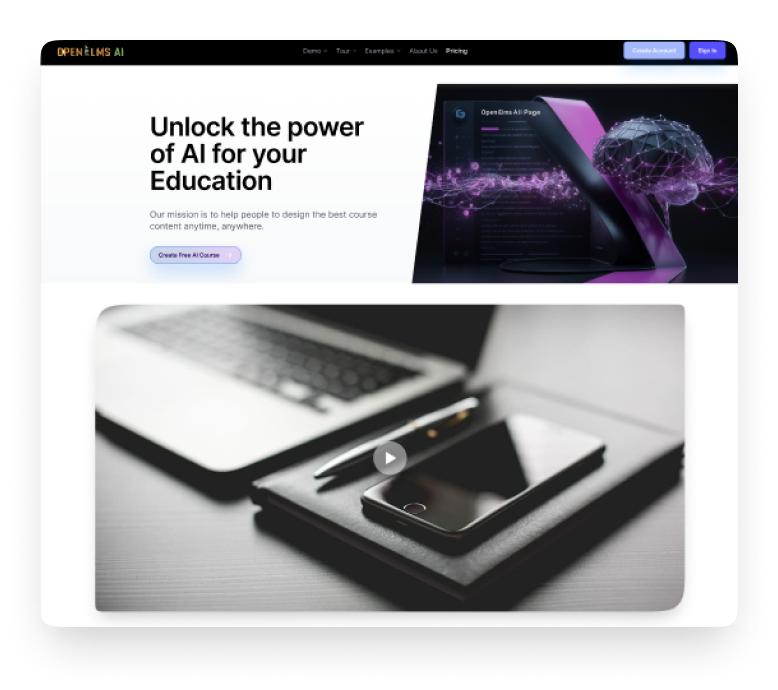 OPEN ELMS AI
Demo Tour Examples About Us Pricing
Create Account Sign In
Open Elms AI Page
Unlock the power
of AI for your
Education
Our mission is to help people to design the best course
content anytime, anywhere.
Create Free AI Course